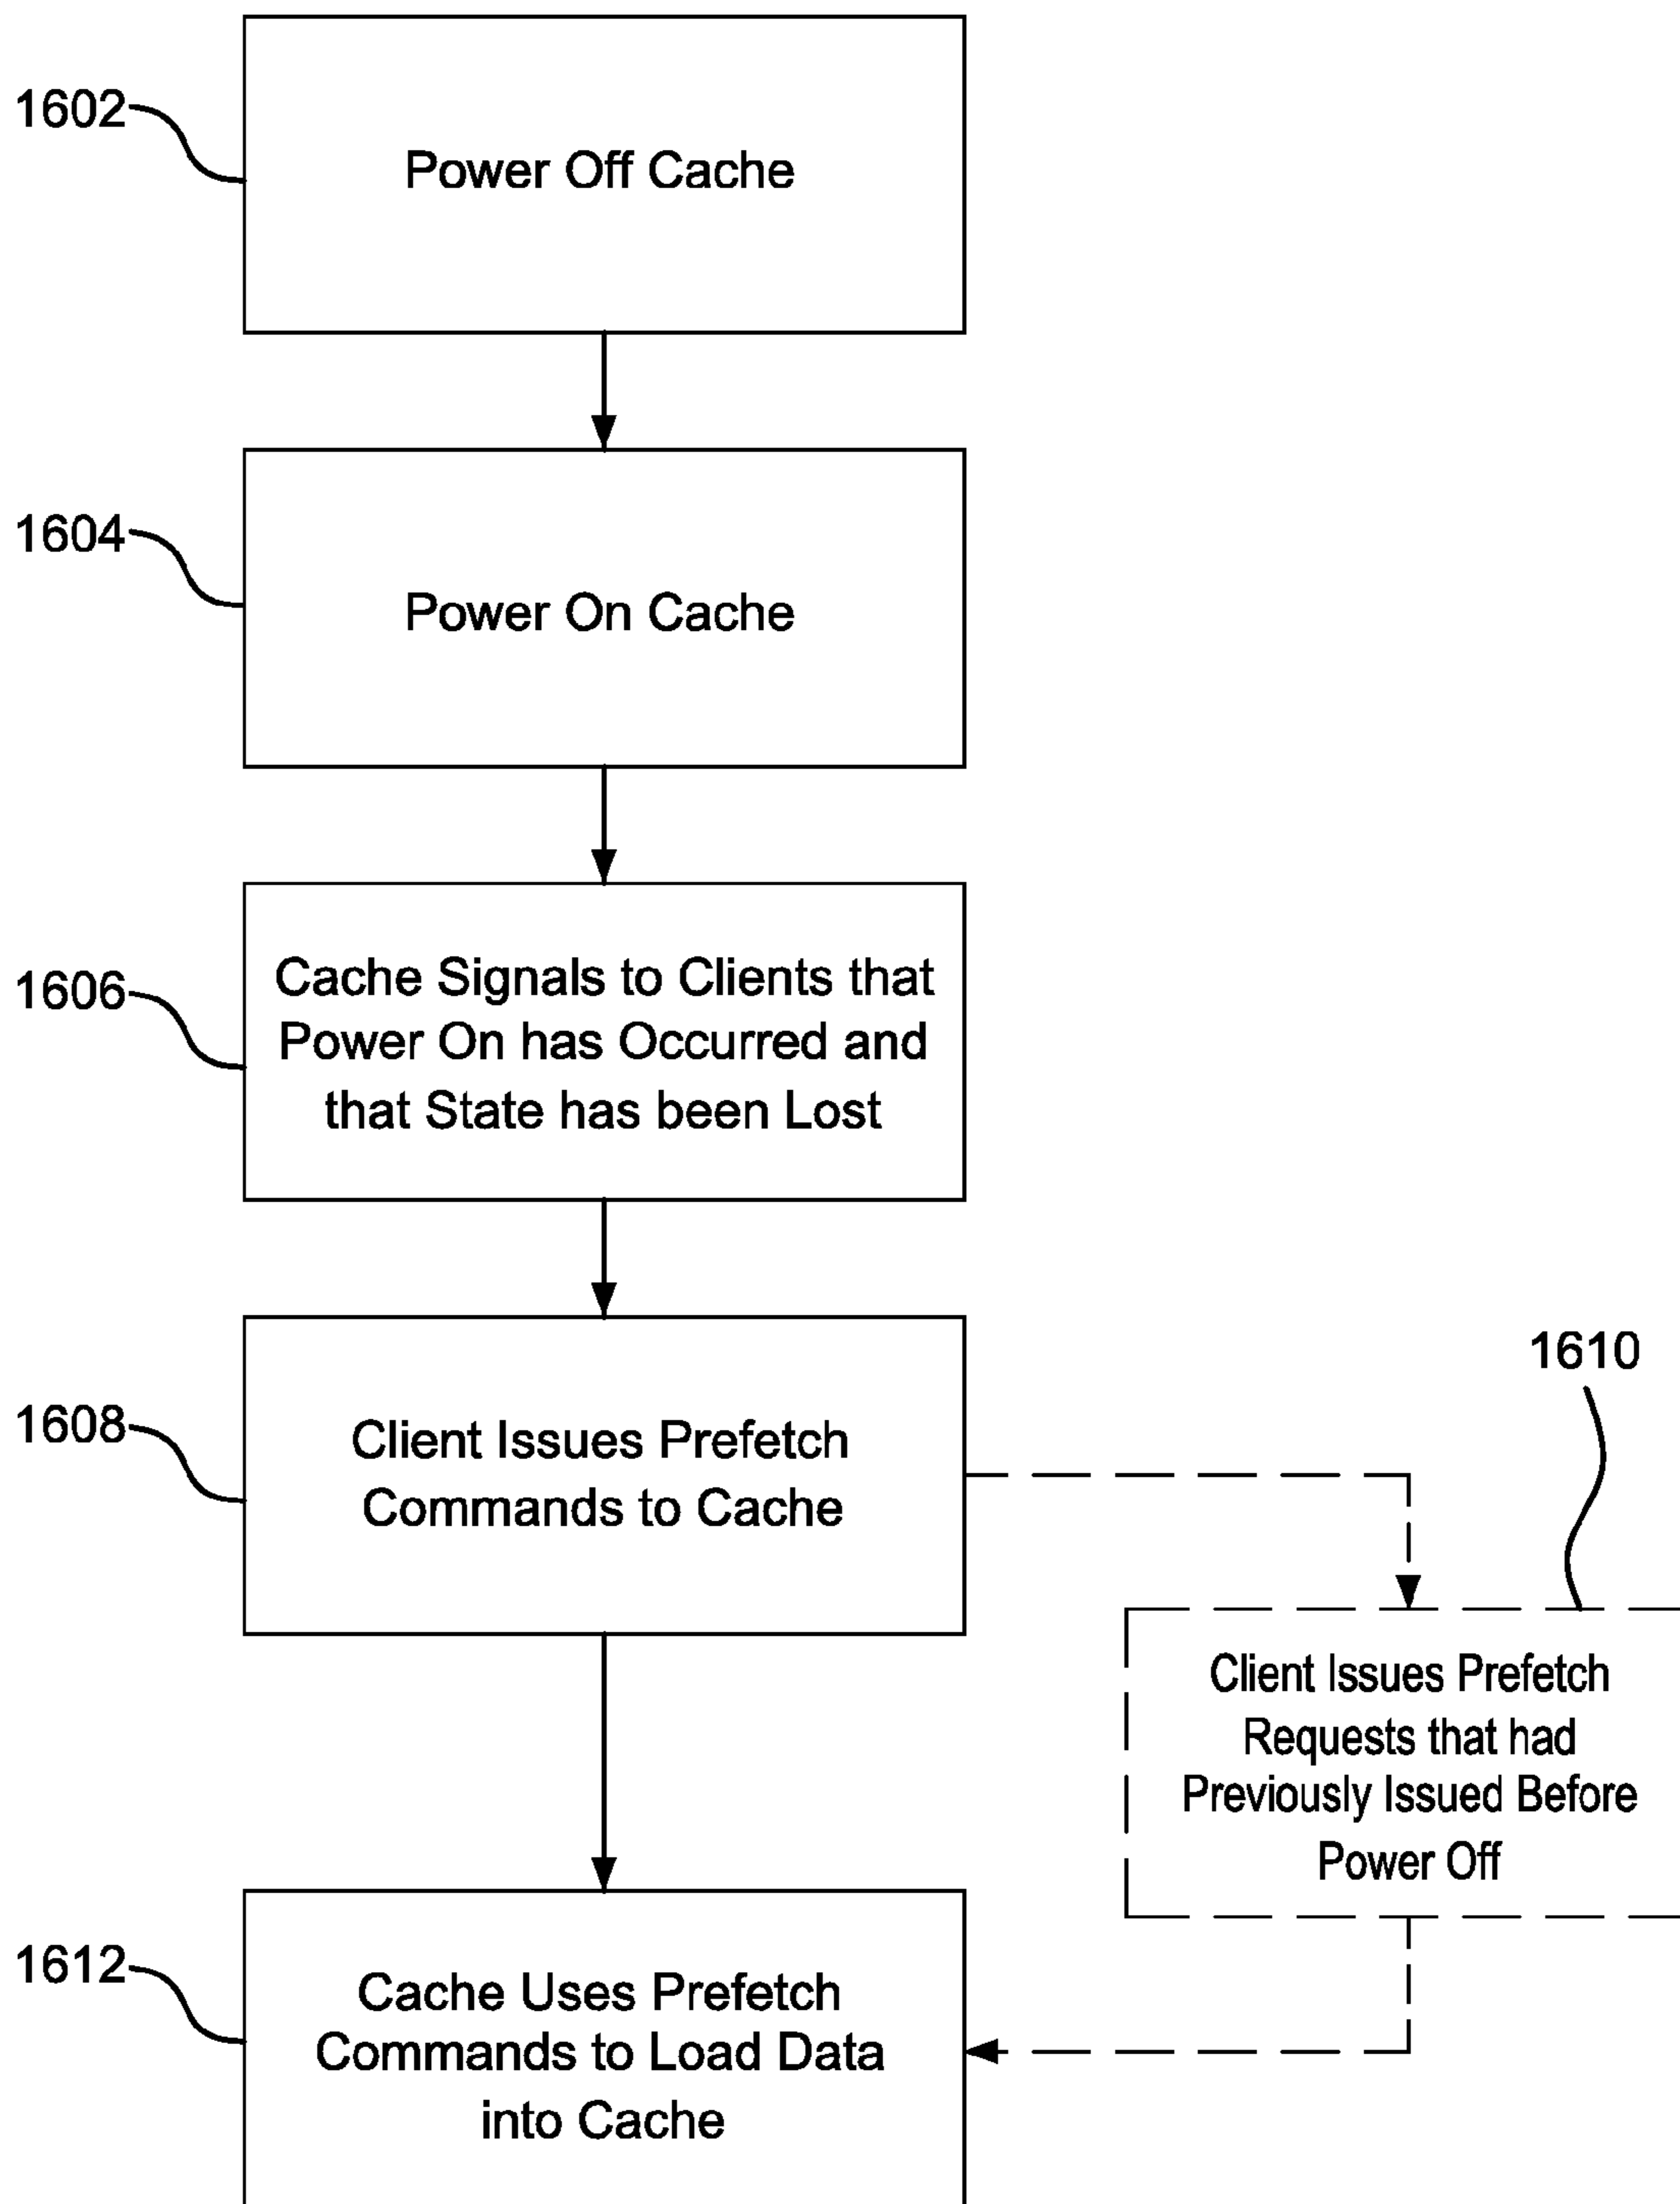 1602
Power Off Cache
1604
Power On Cache
1606
Cache Signals to Clients that
Power On has Occurred and
that State has been Lost
1608
Client Issues Prefetch
Commands to Cache
1610
Client Issues Prefetch
Requests that had
Previously Issued Before
Power Off
1612
Cache Uses Prefetch
Commands to Load Data
into Cache